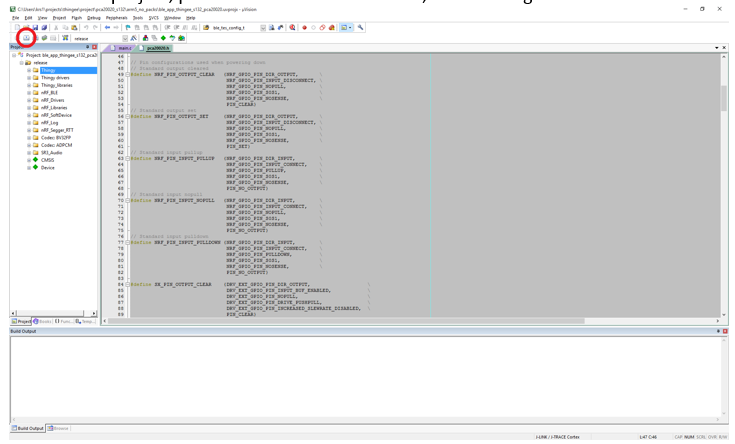 C:\Users\krsl1\projects\thingee\project\pca20020_s132\arm5_no_packs\ble_app_thingee_s132_pca20020.uvprojx - µVision
File Edit View Project Flash Debug Peripherals Tools SVCS Window Help
ble_tes_config_t
release
Project
main.c pca20020.h
Project: ble_app_thingee_s132_pca20
release
Thingy
Thingy drivers
Thingy_libraries
nRF_BLE
nRF_Drivers
nRF_Libraries
nRF_SoftDevice
nRF_Log
nRF_Segger_RTT
Codec: BV32FP
Codec: ADPCM
SR3_Audio
CMSIS
Device
46
47 // Pin configurations used when powering down
48 // Standard output cleared
49 #define NRF_PIN_OUTPUT_CLEAR (NRF_GPIO_PIN_DIR_OUTPUT, \
50 NRF_GPIO_PIN_INPUT_DISCONNECT, \
51 NRF_GPIO_PIN_NOPULL, \
52 NRF_GPIO_PIN_S0S1, \
53 NRF_GPIO_PIN_NOSENSE, \
54 PIN_CLEAR)
55 // Standard output set
56 #define NRF_PIN_OUTPUT_SET (NRF_GPIO_PIN_DIR_OUTPUT, \
57 NRF_GPIO_PIN_INPUT_DISCONNECT, \
58 NRF_GPIO_PIN_NOPULL, \
59 NRF_GPIO_PIN_S0S1, \
60 NRF_GPIO_PIN_NOSENSE, \
61 PIN_SET)
62 // Standard input pullup
63 #define NRF_PIN_INPUT_PULLUP (NRF_GPIO_PIN_DIR_INPUT, \
64 NRF_GPIO_PIN_INPUT_CONNECT, \
65 NRF_GPIO_PIN_PULLUP, \
66 NRF_GPIO_PIN_S0S1, \
67 NRF_GPIO_PIN_NOSENSE, \
68 PIN_NO_OUTPUT)
69 // Standard input nopull
70 #define NRF_PIN_INPUT_NOPULL (NRF_GPIO_PIN_DIR_INPUT, \
71 NRF_GPIO_PIN_INPUT_CONNECT, \
72 NRF_GPIO_PIN_NOPULL, \
73 NRF_GPIO_PIN_S0S1, \
74 NRF_GPIO_PIN_NOSENSE, \
75 PIN_NO_OUTPUT)
76 // Standard input pulldown
77 #define NRF_PIN_INPUT_PULLDOWN (NRF_GPIO_PIN_DIR_INPUT, \
78 NRF_GPIO_PIN_INPUT_CONNECT, \
79 NRF_GPIO_PIN_PULLDOWN, \
80 NRF_GPIO_PIN_S0S1, \
81 NRF_GPIO_PIN_NOSENSE, \
82 PIN_NO_OUTPUT)
83
84 #define SX_PIN_OUTPUT_CLEAR (DRV_EXT_GPIO_PIN_DIR_OUTPUT, \
85 DRV_EXT_GPIO_PIN_INPUT_BUF_ENABLED, \
86 DRV_EXT_GPIO_PIN_NOPULL, \
87 DRV_EXT_GPIO_PIN_DRIVE_PUSHPULL, \
88 DRV_EXT_GPIO_PIN_INCREASED_SLEWRATE_DISABLED, \
89 PIN_CLEAR)
Project Books {} Func... Temp...
Build Output
Build Output Browser
J-LINK / J-TRACE Cortex L:47 C:46 CAP NUM SCRL OVR R/W